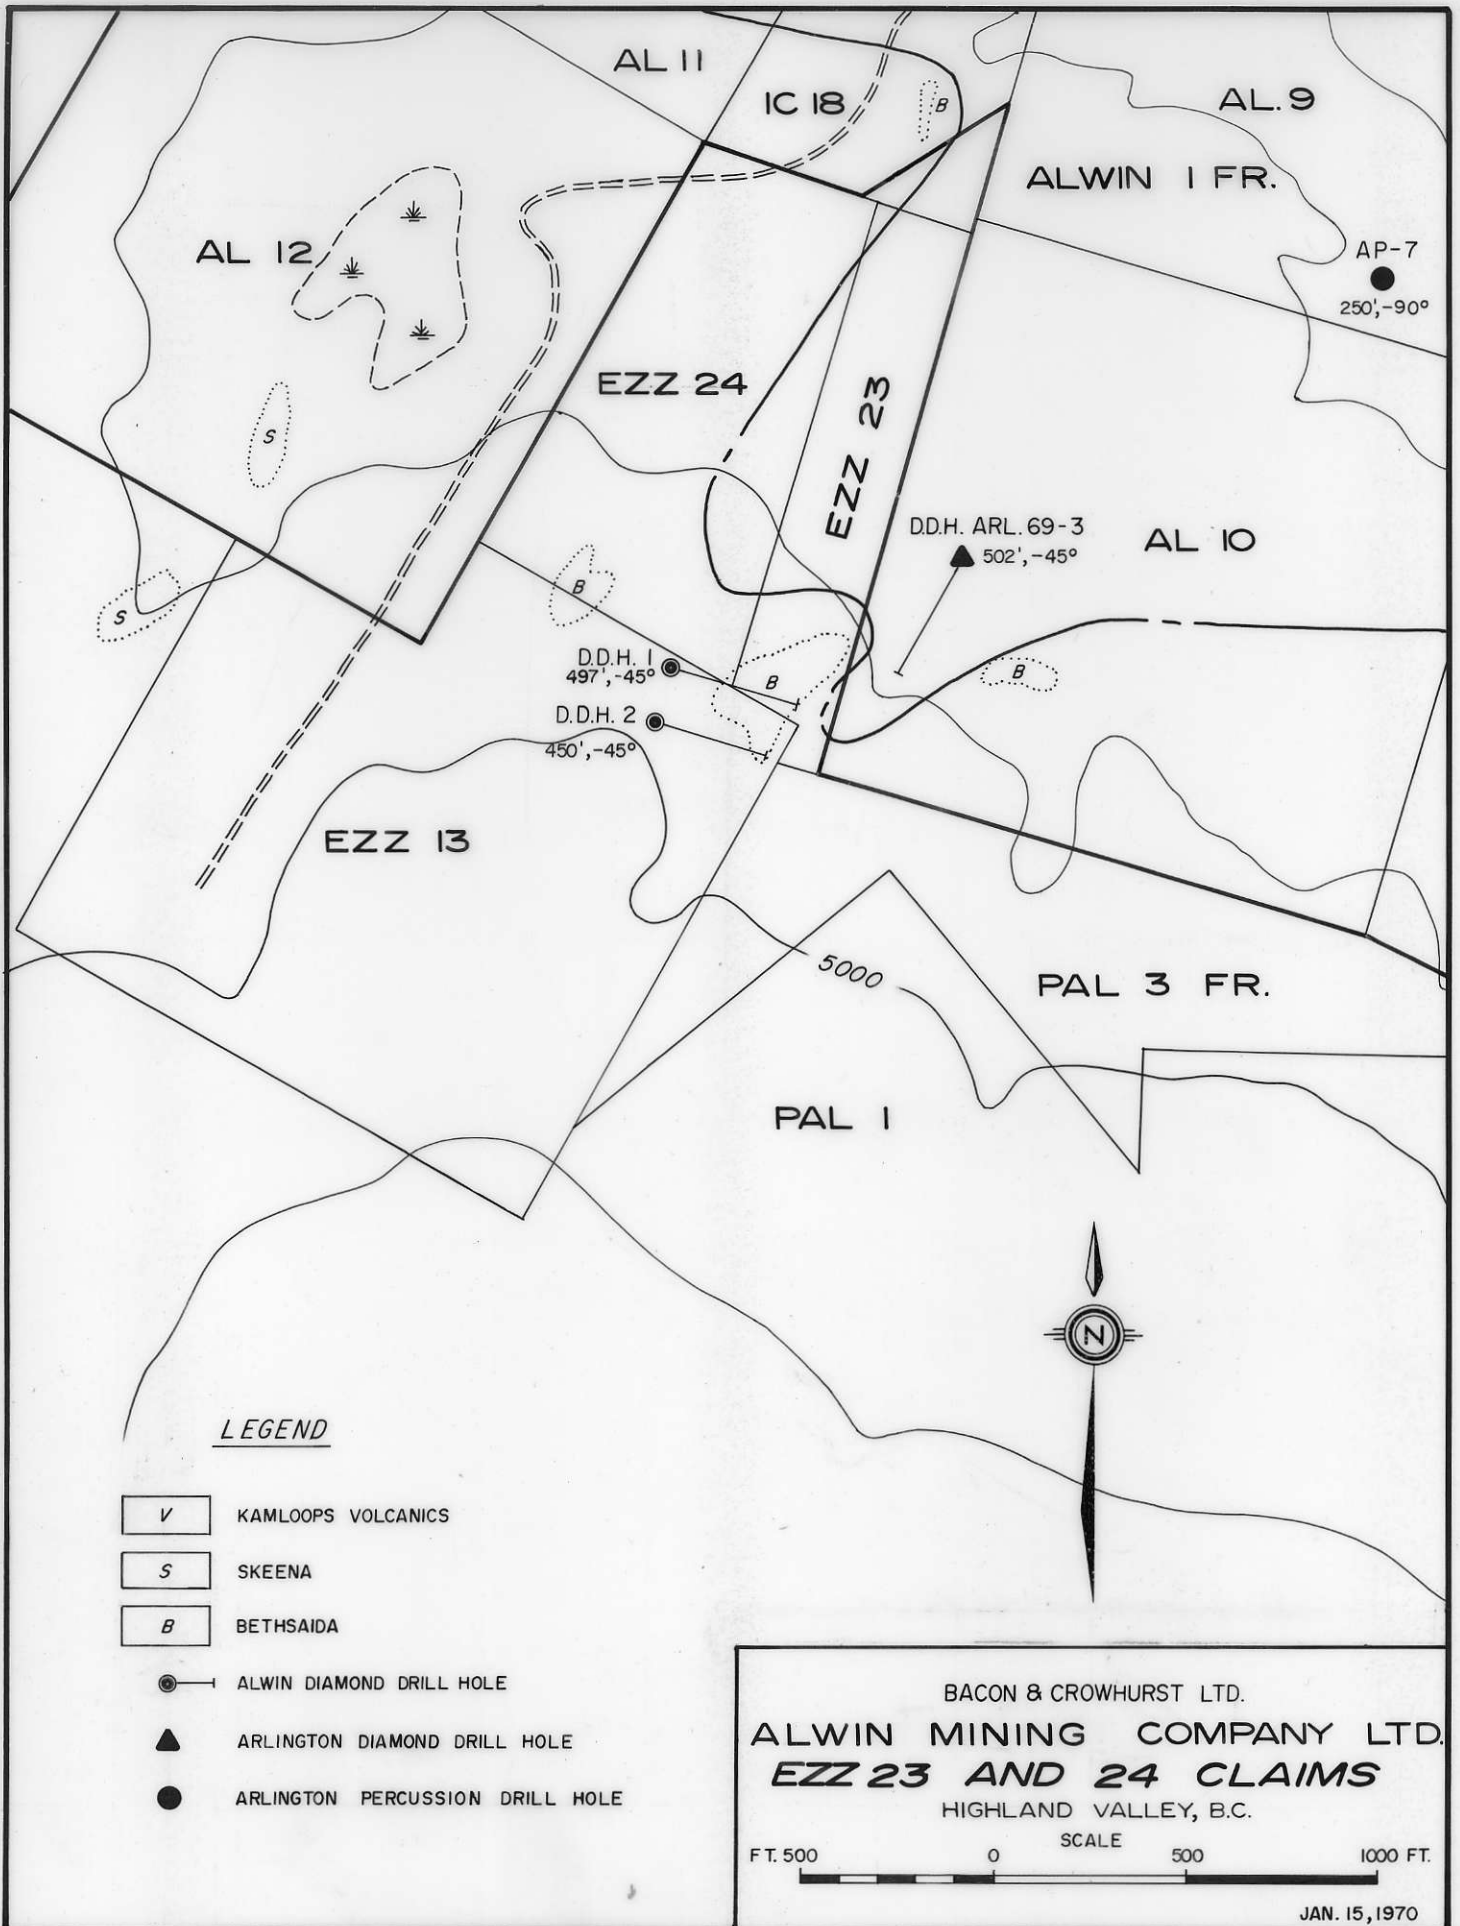 AL 11
IC 18
B
AL. 9
ALWIN 1 FR.
AL 12
AP-7
250', -90°
EZZ 24
EZZ 23
S
D.D.H. ARL. 69-3
502', -45°
AL 10
B
S
D.D.H. 1
497', -45°
B
B
D.D.H. 2
450', -45°
EZZ 13
5000
PAL 3 FR.
PAL 1
N
LEGEND
V KAMLOOPS VOLCANICS
S SKEENA
B BETHSAIDA
ALWIN DIAMOND DRILL HOLE
ARLINGTON DIAMOND DRILL HOLE
ARLINGTON PERCUSSION DRILL HOLE
BACON & CROWHURST LTD.
ALWIN MINING COMPANY LTD.
EZZ 23 AND 24 CLAIMS
HIGHLAND VALLEY, B.C.
SCALE
FT. 500 0 500 1000 FT.
JAN. 15, 1970